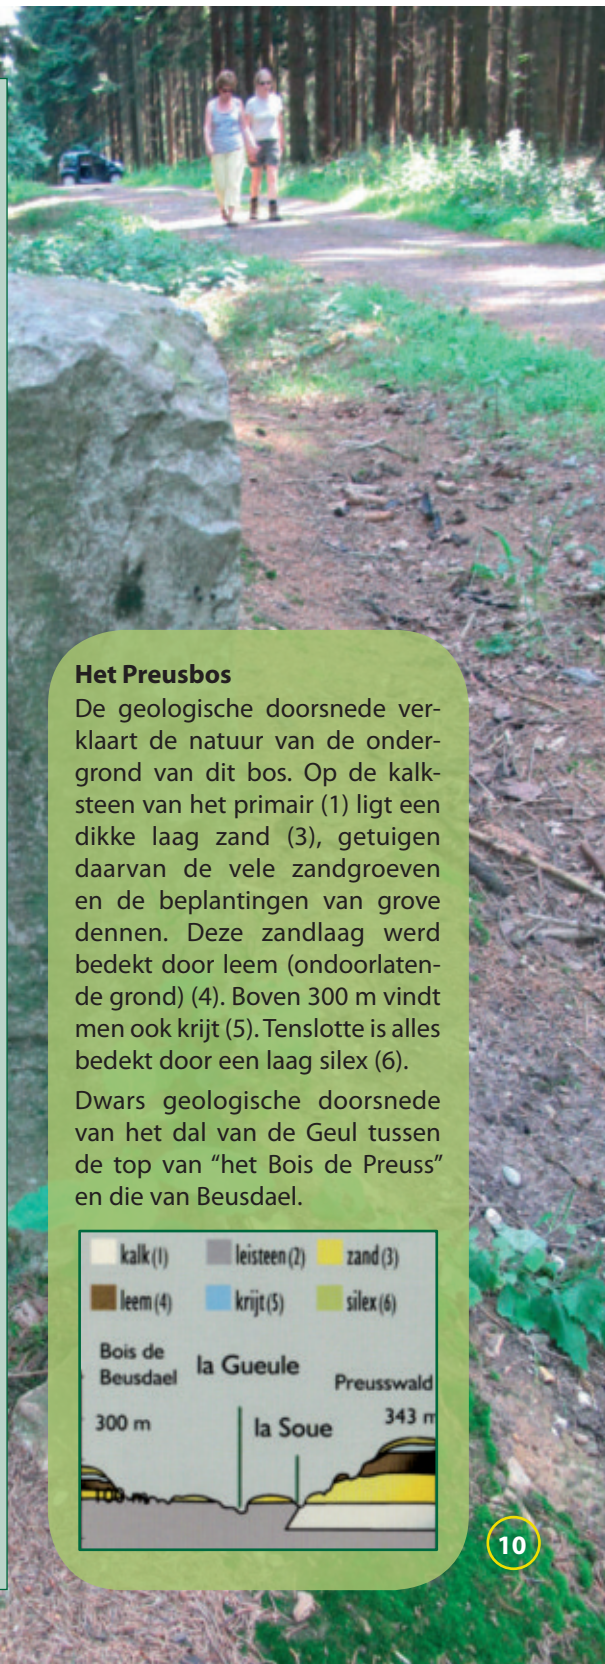 Het Preusbos
De geologische doorsnede ver-
klaart de natuur van de onder-
grond van dit bos. Op de kalk-
steen van het primair (1) ligt een
dikke laag zand (3), getuigen
daarvan de vele zandgroeven
en de beplantingen van grove
dennen. Deze zandlaag werd
bedekt door leem (ondoorlaten-
de grond) (4). Boven 300 m vindt
men ook krijt (5). Tenslotte is alles
bedekt door een laag silex (6).
Dwars geologische doorsnede
van het dal van de Geul tussen
de top van “het Bois de Preuss”
en die van Beusdael.
kalk (1) leisteen (2) zand (3)
leem (4) krijt (5) silex (6)
Bois de
Beusdael
la Gueule
Preusswald
300 m
la Soue
343 m
10